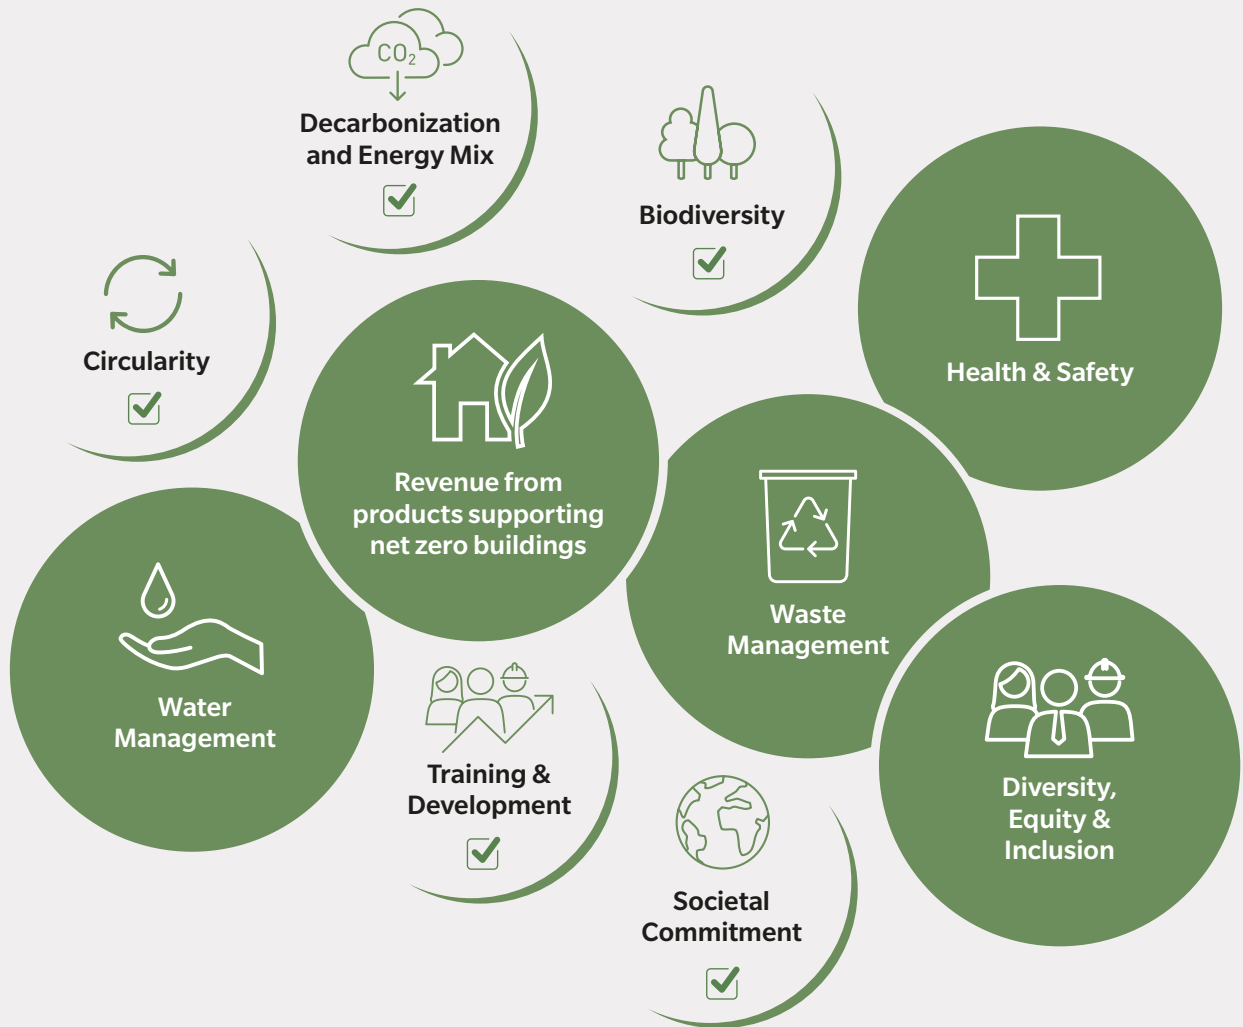 CO₂
Decarbonization
and Energy Mix
Biodiversity
Health & Safety
Circularity
Revenue from
products supporting
net zero buildings
Waste
Management
Water
Management
Training &
Development
Diversity,
Equity &
Inclusion
Societal
Commitment